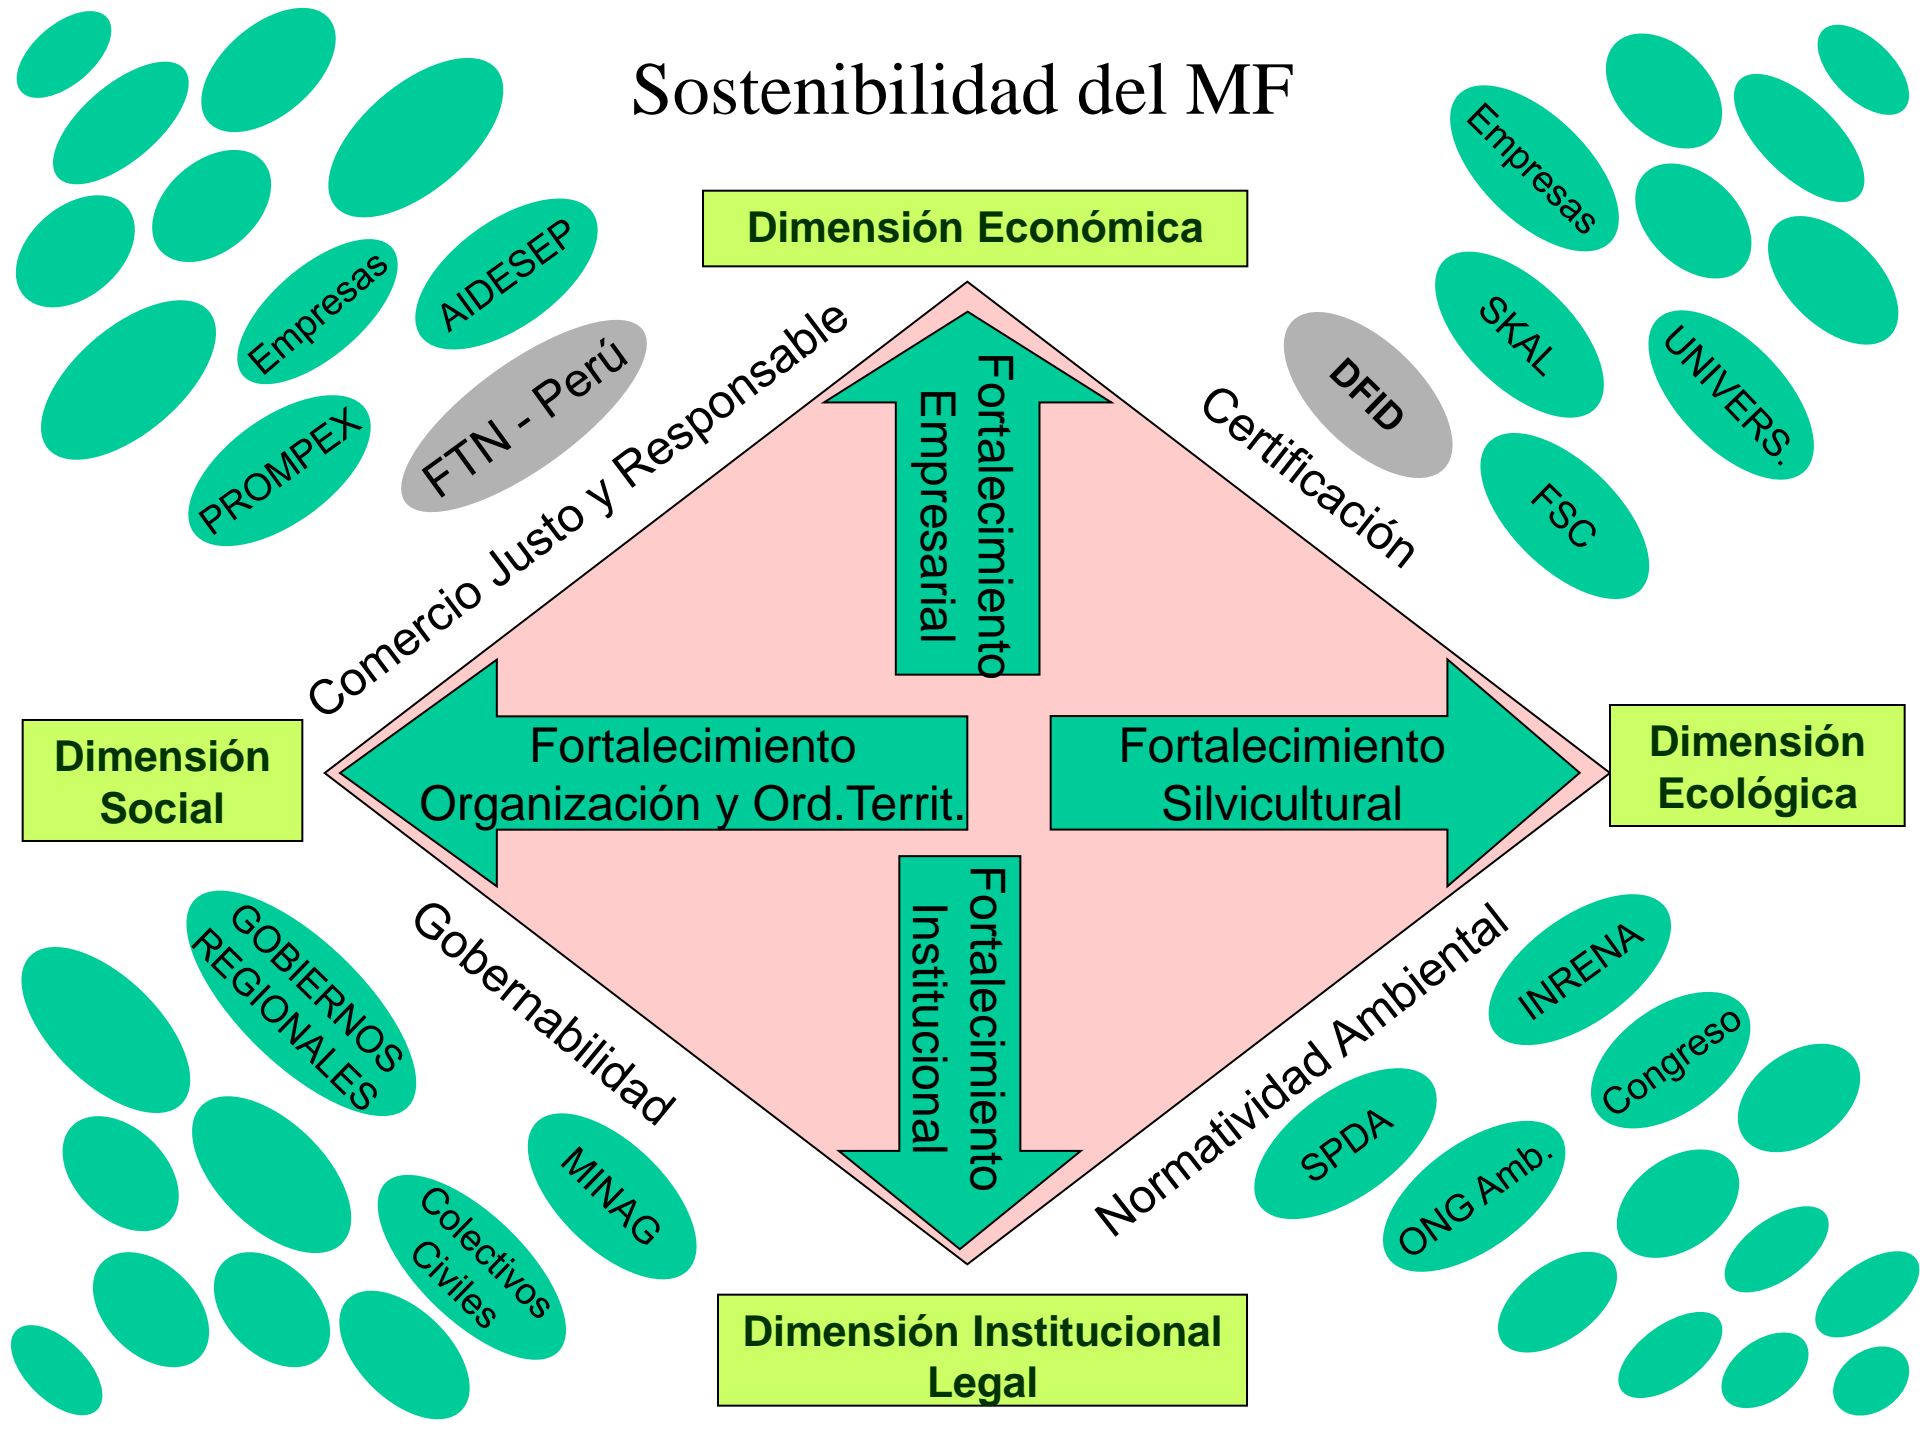 Sostenibilidad del MF
Dimensión Económica
Empresas
AIDESEP
PROMPEX
FTN - Perú
Comercio Justo y Responsable
Empresas
SKAL
UNIVERS.
DFID
FSC
Certificación
Fortalecimiento
Empresarial
Dimensión
Social
Fortalecimiento
Organización y Ord.Territ.
Fortalecimiento
Silvicultural
Dimensión
Ecológica
Fortalecimiento
Institucional
Gobernabilidad
GOBIERNOS
REGIONALES
MINAG
Colectivos
Civiles
Normatividad Ambiental
INRENA
Congreso
SPDA
ONG Amb.
Dimensión Institucional
Legal